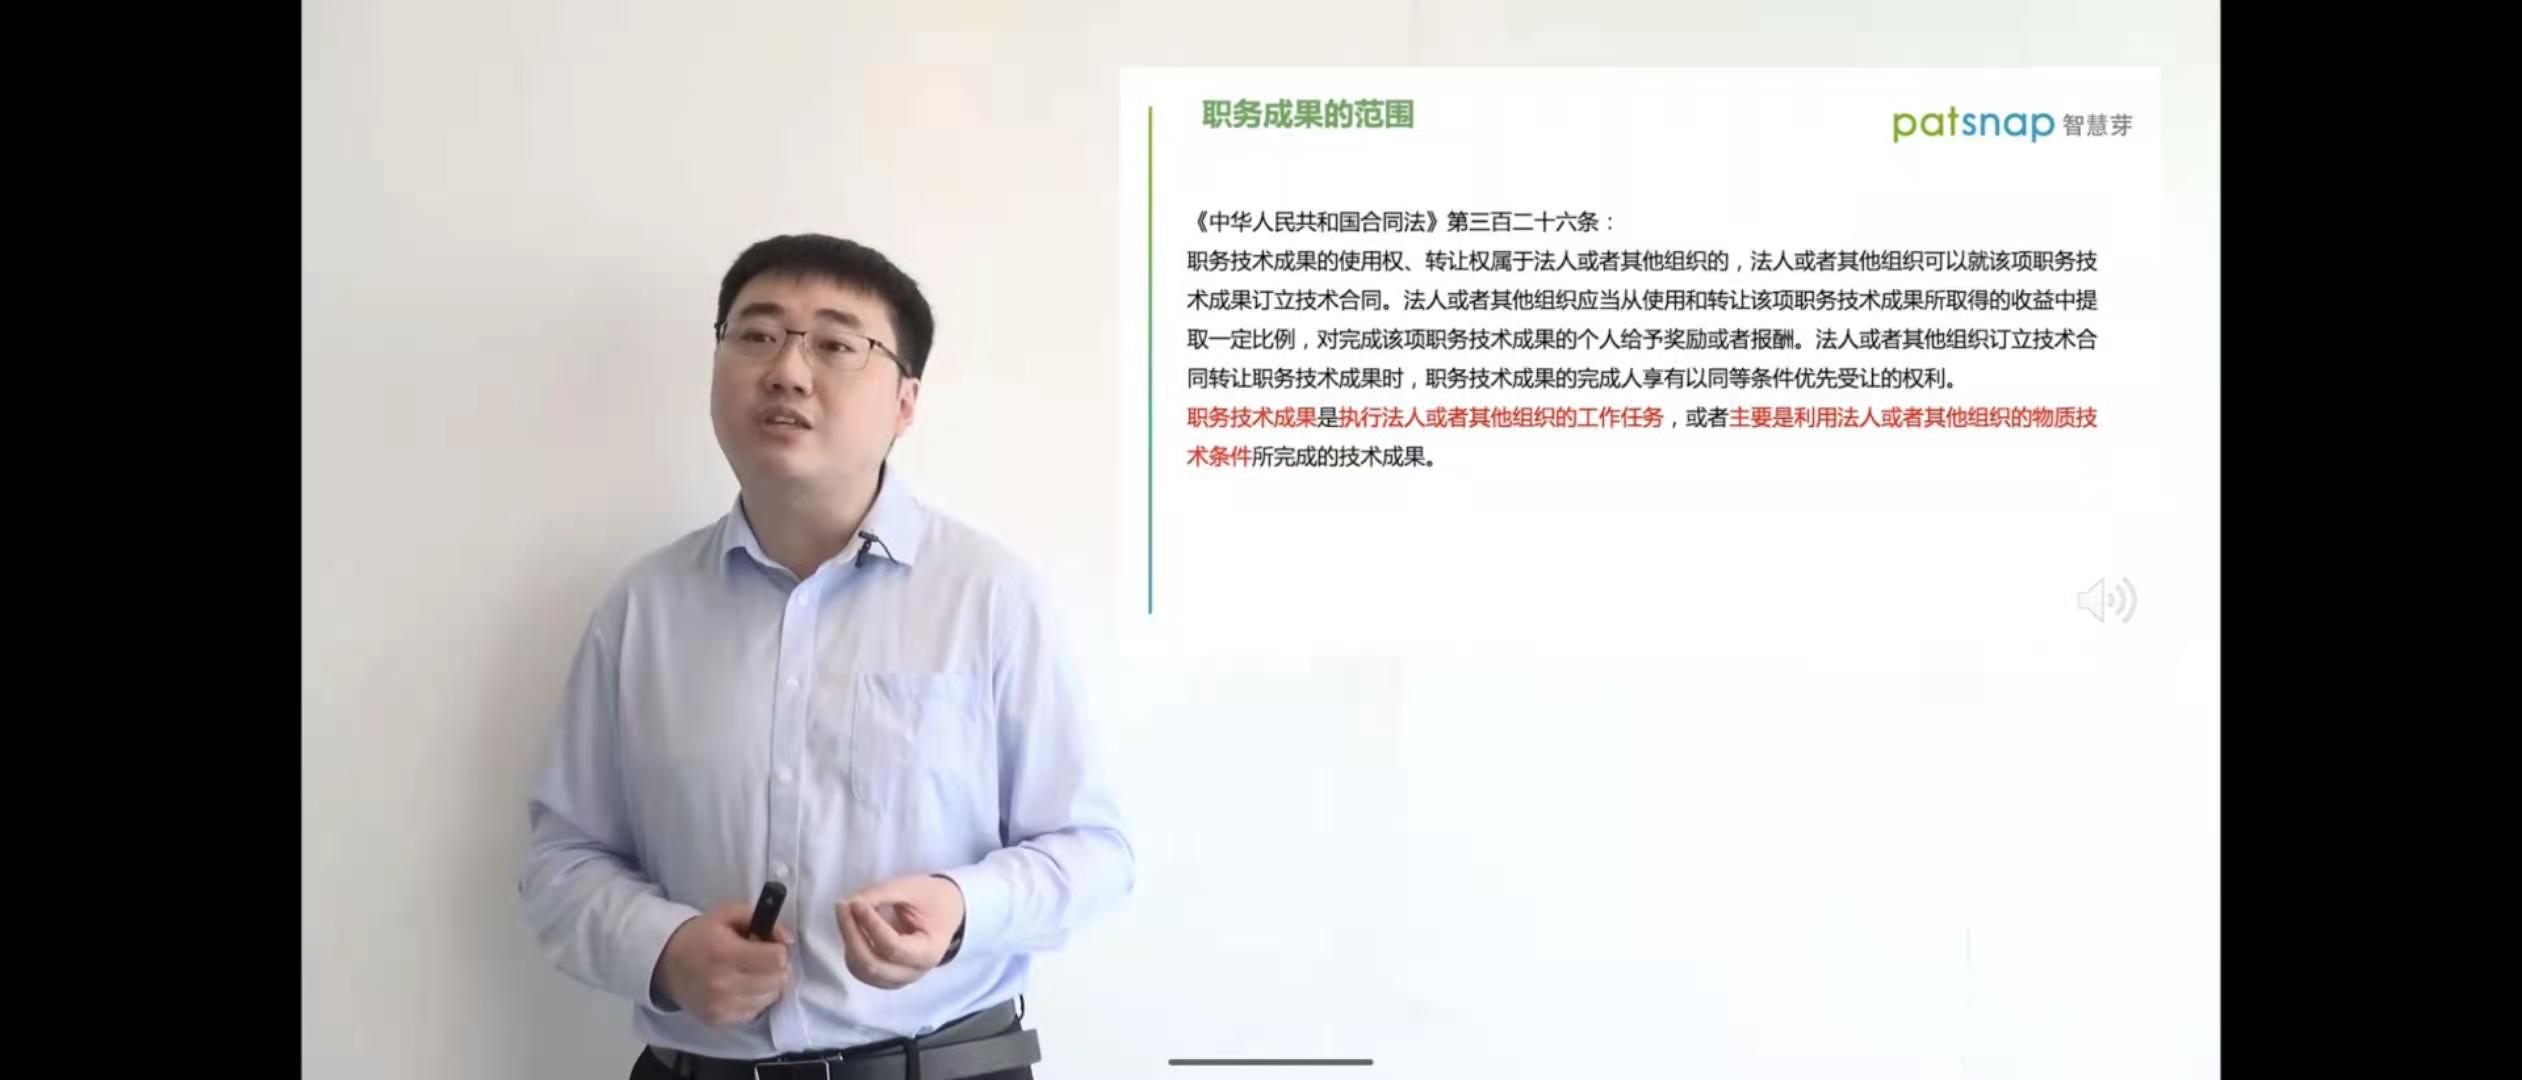 职务成果的范围
patsnap 智慧芽
《中华人民共和国合同法》第三百二十六条：
职务技术成果的使用权、转让权属于法人或者其他组织的，法人或者其他组织可以就该项职务技
术成果订立技术合同。法人或者其他组织应当从使用和转让该项职务技术成果所取得的收益中提
取一定比例，对完成该项职务技术成果的个人给予奖励或者报酬。法人或者其他组织订立技术合
同转让职务技术成果时，职务技术成果的完成人享有以同等条件优先受让的权利。
职务技术成果是执行法人或者其他组织的工作任务，或者主要是利用法人或者其他组织的物质技
术条件所完成的技术成果。